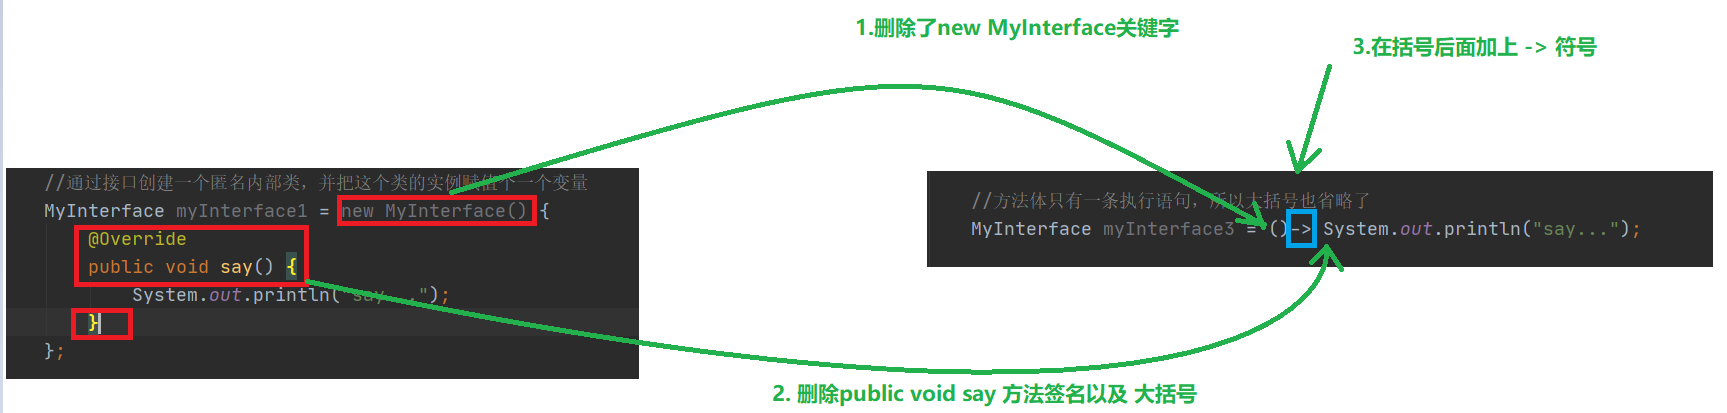 1.删除了new MyInterface关键字
3.在括号后面加上 -> 符号
//通过接口创建一个匿名内部类，并把这个类的实例赋值个一个变量
MyInterface myInterface1 = new MyInterface() {
@Override
public void say() {
System.out.println("say...");
}
};
//方法体只有一条执行语句，所以大括号也省略了
MyInterface myInterface3 = ()-> System.out.println("say...");
2. 删除public void say 方法签名以及 大括号